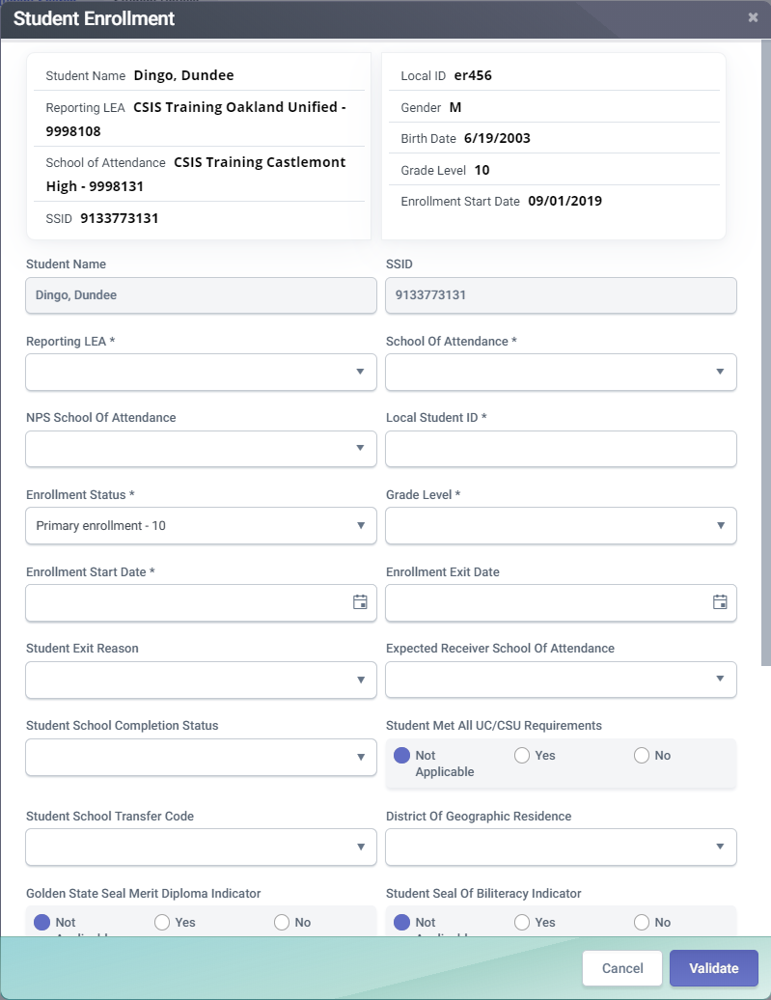 Student Enrollment
Student Name Dingo, Dundee
Reporting LEA CSIS Training Oakland Unified -
9998108
School of Attendance CSIS Training Castlemont
High - 9998131
SSID 9133773131
Local ID er456
Gender M
Birth Date 6/19/2003
Grade Level 10
Enrollment Start Date 09/01/2019
Student Name
SSID
Dingo, Dundee
9133773131
Reporting LEA *
School Of Attendance *
NPS School Of Attendance
Local Student ID *
Enrollment Status *
Grade Level *
Primary enrollment - 10
Enrollment Start Date *
Enrollment Exit Date
Student Exit Reason
Expected Receiver School Of Attendance
Student School Completion Status
Student Met All UC/CSU Requirements
Not
Applicable
Yes
No
Student School Transfer Code
District Of Geographic Residence
Golden State Seal Merit Diploma Indicator
Student Seal Of Biliteracy Indicator
Not
Applicable
Yes
No
Not
Applicable
Yes
No
Cancel
Validate